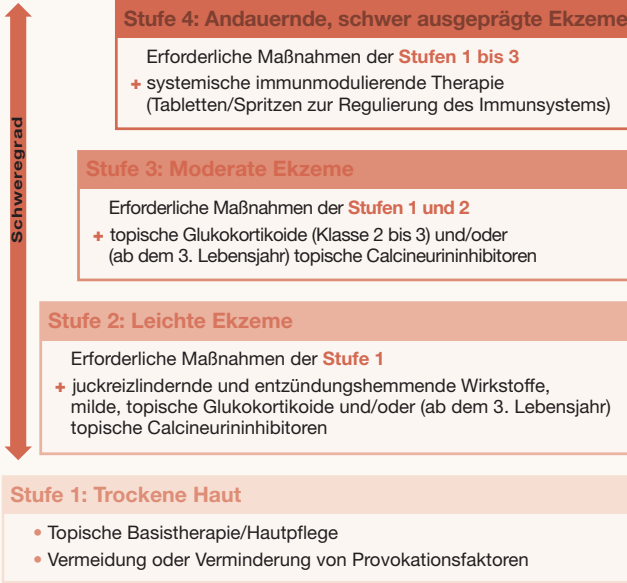 Stufe 4: Andauernde, schwer ausgeprägte Ekzeme
Erforderliche Maßnahmen der Stufen 1 bis 3
+ systemische immunmodulierende Therapie
(Tabletten/Spritzen zur Regulierung des Immunsystems)
Schweregrad
Stufe 3: Moderate Ekzeme
Erforderliche Maßnahmen der Stufen 1 und 2
+ topische Glukokortikoide (Klasse 2 bis 3) und/oder
(ab dem 3. Lebensjahr) topische Calcineurininhibitoren
Stufe 2: Leichte Ekzeme
Erforderliche Maßnahmen der Stufe 1
+ juckreizlindernde und entzündungshemmende Wirkstoffe,
milde, topische Glukokortikoide und/oder (ab dem 3. Lebensjahr)
topische Calcineurininhibitoren
Stufe 1: Trockene Haut
• Topische Basistherapie/Hautpflege
• Vermeidung oder Verminderung von Provokationsfaktoren